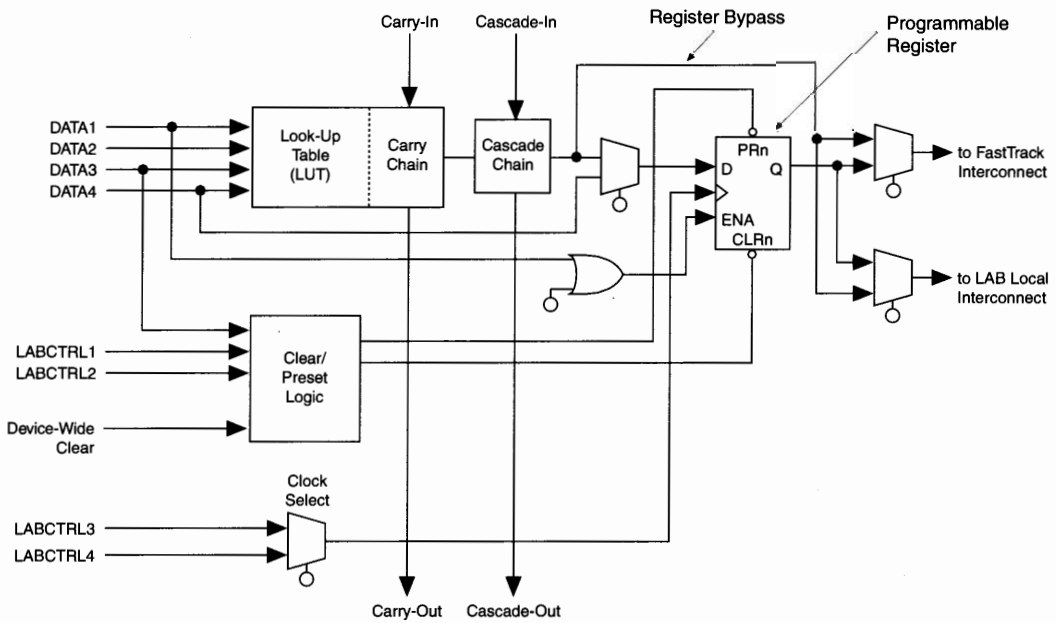 Carry-In
Cascade-In
Register Bypass
Programmable
Register
DATA1
DATA2
DATA3
DATA4
Look-Up
Table
(LUT)
Carry
Chain
Cascade
Chain
PRn
D
Q
ENA
CLRn
to FastTrack
Interconnect
to LAB Local
Interconnect
LABCTRL1
LABCTRL2
Clear/
Preset
Logic
Device-Wide
Clear
Clock
Select
LABCTRL3
LABCTRL4
Carry-Out
Cascade-Out